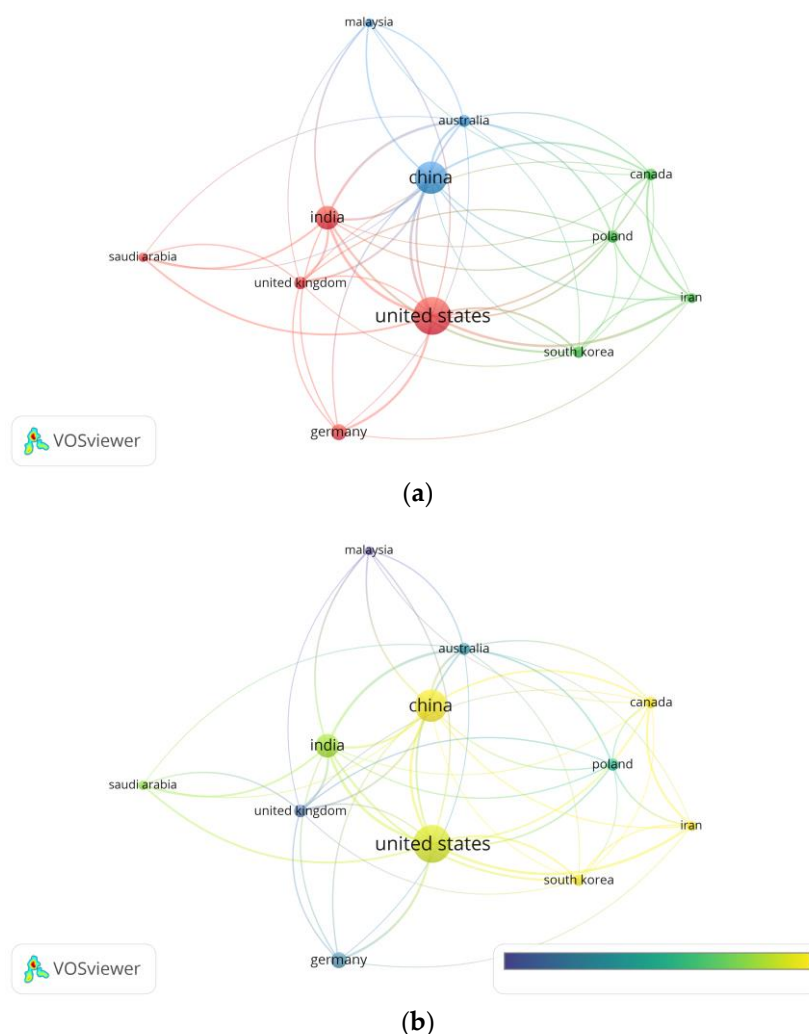 malaysia
australia
china
canada
india
poland
saudi arabia
united kingdom
iran
united states
south korea
germany
VOSviewer
(a)
malaysia
australia
china
canada
india
poland
saudi arabia
united kingdom
iran
united states
south korea
germany
VOSviewer
(b)